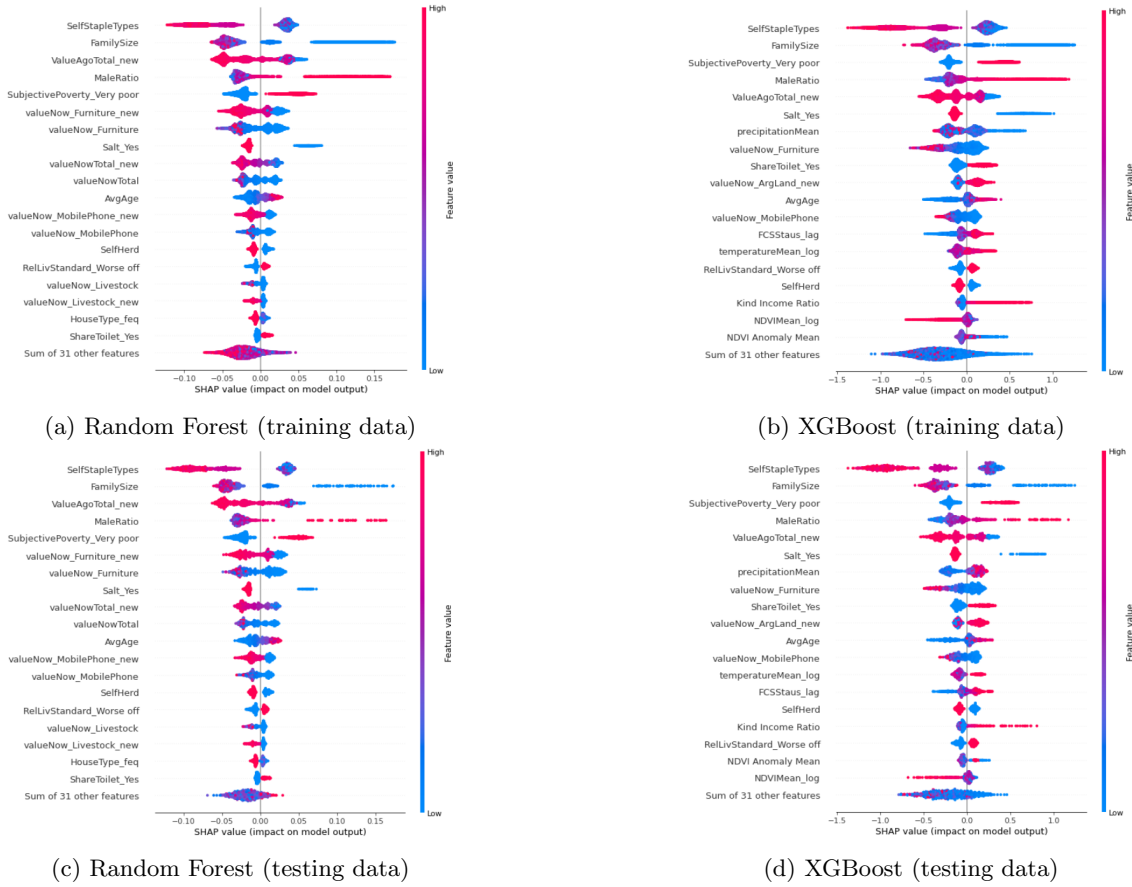 High
SelfStapleTypes
FamilySize
ValueAgoTotal_new
MaleRatio
SubjectivePoverty_Very poor
valueNow_Furniture_new
valueNow_Furniture
Salt_Yes
valueNowTotal_new
valueNowTotal
AvgAge
valueNow_MobilePhone_new
valueNow_MobilePhone
SelfHerd
RelLivStandard_Worse off
valueNow_Livestock
valueNow_Livestock_new
HouseType_feq
ShareToilet_Yes
Sum of 31 other features
Feature value
Low
−0.10 −0.05 0.00 0.05 0.10 0.15
SHAP value (impact on model output)
(a) Random Forest (training data)
High
SelfStapleTypes
FamilySize
SubjectivePoverty_Very poor
MaleRatio
ValueAgoTotal_new
Salt_Yes
precipitationMean
valueNow_Furniture
ShareToilet_Yes
valueNow_ArgLand_new
AvgAge
valueNow_MobilePhone
FCSStaus_lag
temperatureMean_log
RelLivStandard_Worse off
SelfHerd
Kind Income Ratio
NDVIMean_log
NDVI Anomaly Mean
Sum of 31 other features
Feature value
Low
−1.5 −1.0 −0.5 0.0 0.5 1.0
SHAP value (impact on model output)
(b) XGBoost (training data)
High
SelfStapleTypes
FamilySize
ValueAgoTotal_new
MaleRatio
SubjectivePoverty_Very poor
valueNow_Furniture_new
valueNow_Furniture
Salt_Yes
valueNowTotal_new
valueNowTotal
AvgAge
valueNow_MobilePhone_new
valueNow_MobilePhone
SelfHerd
RelLivStandard_Worse off
valueNow_Livestock
valueNow_Livestock_new
HouseType_feq
ShareToilet_Yes
Sum of 31 other features
Feature value
Low
−0.10 −0.05 0.00 0.05 0.10 0.15
SHAP value (impact on model output)
(c) Random Forest (testing data)
High
SelfStapleTypes
FamilySize
SubjectivePoverty_Very poor
MaleRatio
ValueAgoTotal_new
Salt_Yes
precipitationMean
valueNow_Furniture
ShareToilet_Yes
valueNow_ArgLand_new
AvgAge
valueNow_MobilePhone
temperatureMean_log
FCSStaus_lag
SelfHerd
Kind Income Ratio
RelLivStandard_Worse off
NDVI Anomaly Mean
NDVIMean_log
Sum of 31 other features
Feature value
Low
−1.5 −1.0 −0.5 0.0 0.5 1.0
SHAP value (impact on model output)
(d) XGBoost (testing data)